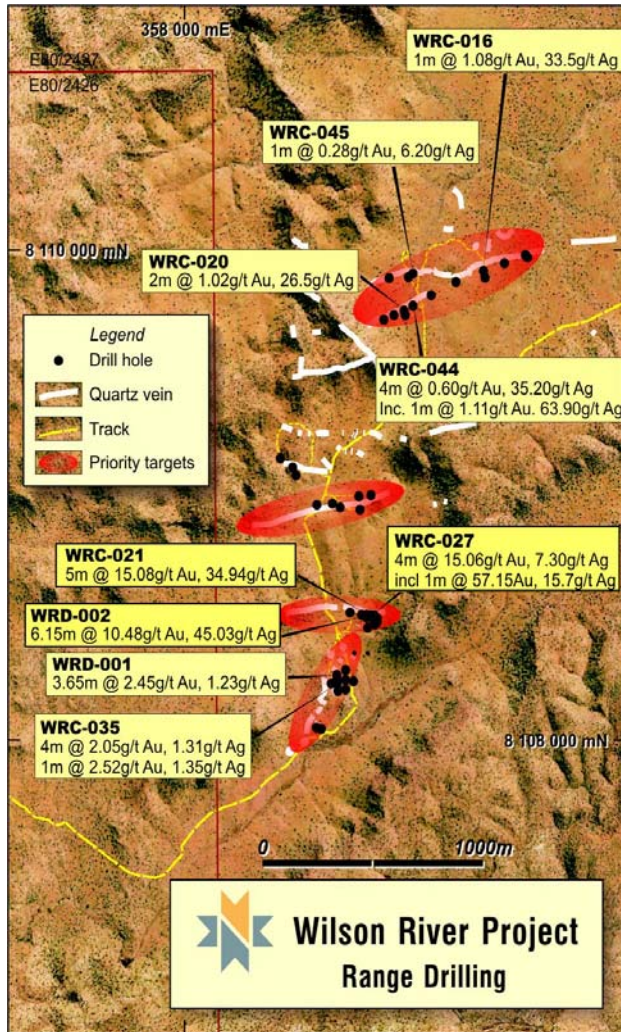 358 000 mE
E80/2427
E80/2426
WRC-016
1m @ 1.08g/t Au, 33.5g/t Ag
WRC-045
1m @ 0.28g/t Au, 6.20g/t Ag
8 110 000 mN
WRC-020
2m @ 1.02g/t Au, 26.5g/t Ag
Legend
Drill hole
Quartz vein
Track
Priority targets
WRC-044
4m @ 0.60g/t Au, 35.20g/t Ag
Inc. 1m @ 1.11g/t Au. 63.90g/t Ag
WRC-027
4m @ 15.06g/t Au, 7.30g/t Ag
incl 1m @ 57.15Au, 15.7g/t Ag
WRC-021
5m @ 15.08g/t Au, 34.94g/t Ag
WRD-002
6.15m @ 10.48g/t Au, 45.03g/t Ag
WRD-001
3.65m @ 2.45g/t Au, 1.23g/t Ag
WRC-035
4m @ 2.05g/t Au, 1.31g/t Ag
1m @ 2.52g/t Au, 1.35g/t Ag
8 108 000 mN
0 1000m
Wilson River Project
Range Drilling